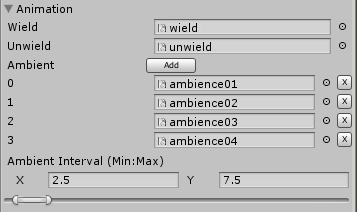 Animation
Wield wield
Unwield unwield
Ambient Add
0 ambience01 X
1 ambience02 X
2 ambience03 X
3 ambience04 X
Ambient Interval (Min:Max)
X 2.5 Y 7.5